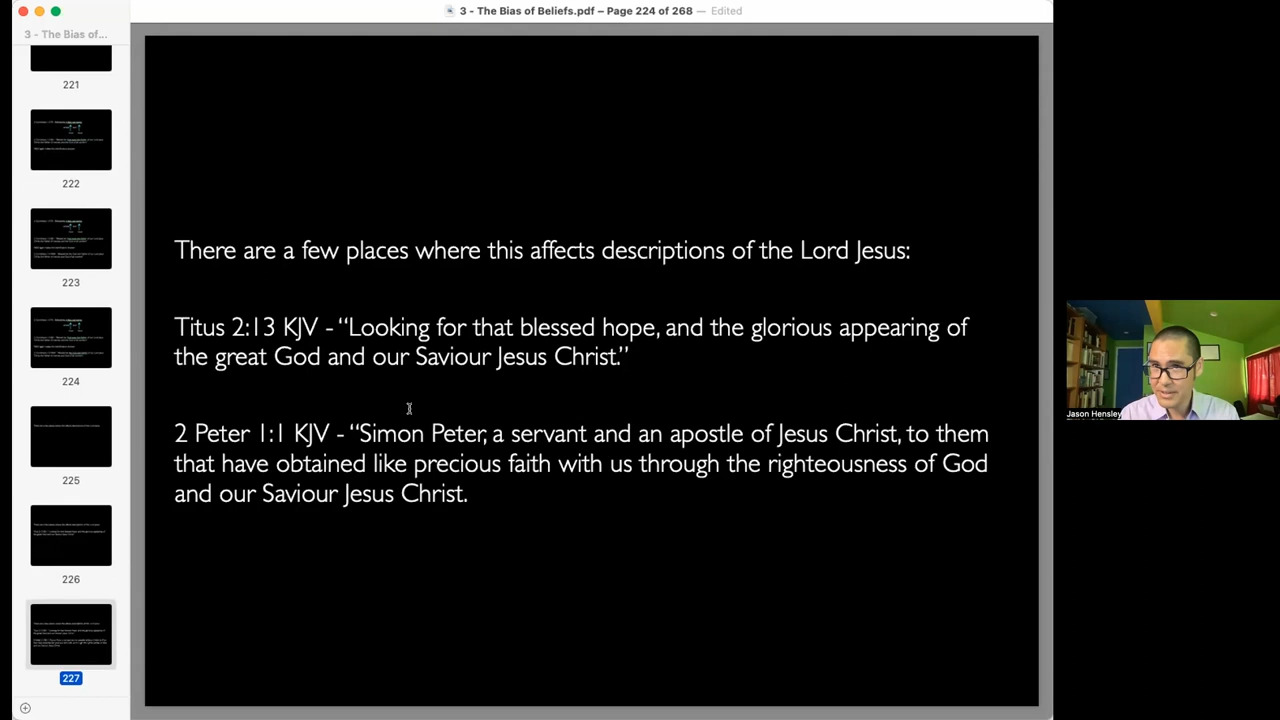 3 - The Bias of Beliefs.pdf – Page 224 of 268 — Edited
3 - The Bias of...
221
222
223
224
225
226
227
There are a few places where this affects descriptions of the Lord Jesus:
Titus 2:13 KJV - “Looking for that blessed hope, and the glorious appearing of
the great God and our Saviour Jesus Christ.”
2 Peter 1:1 KJV - “Simon Peter, a servant and an apostle of Jesus Christ, to them
that have obtained like precious faith with us through the righteousness of God
and our Saviour Jesus Christ.
Jason Hensley